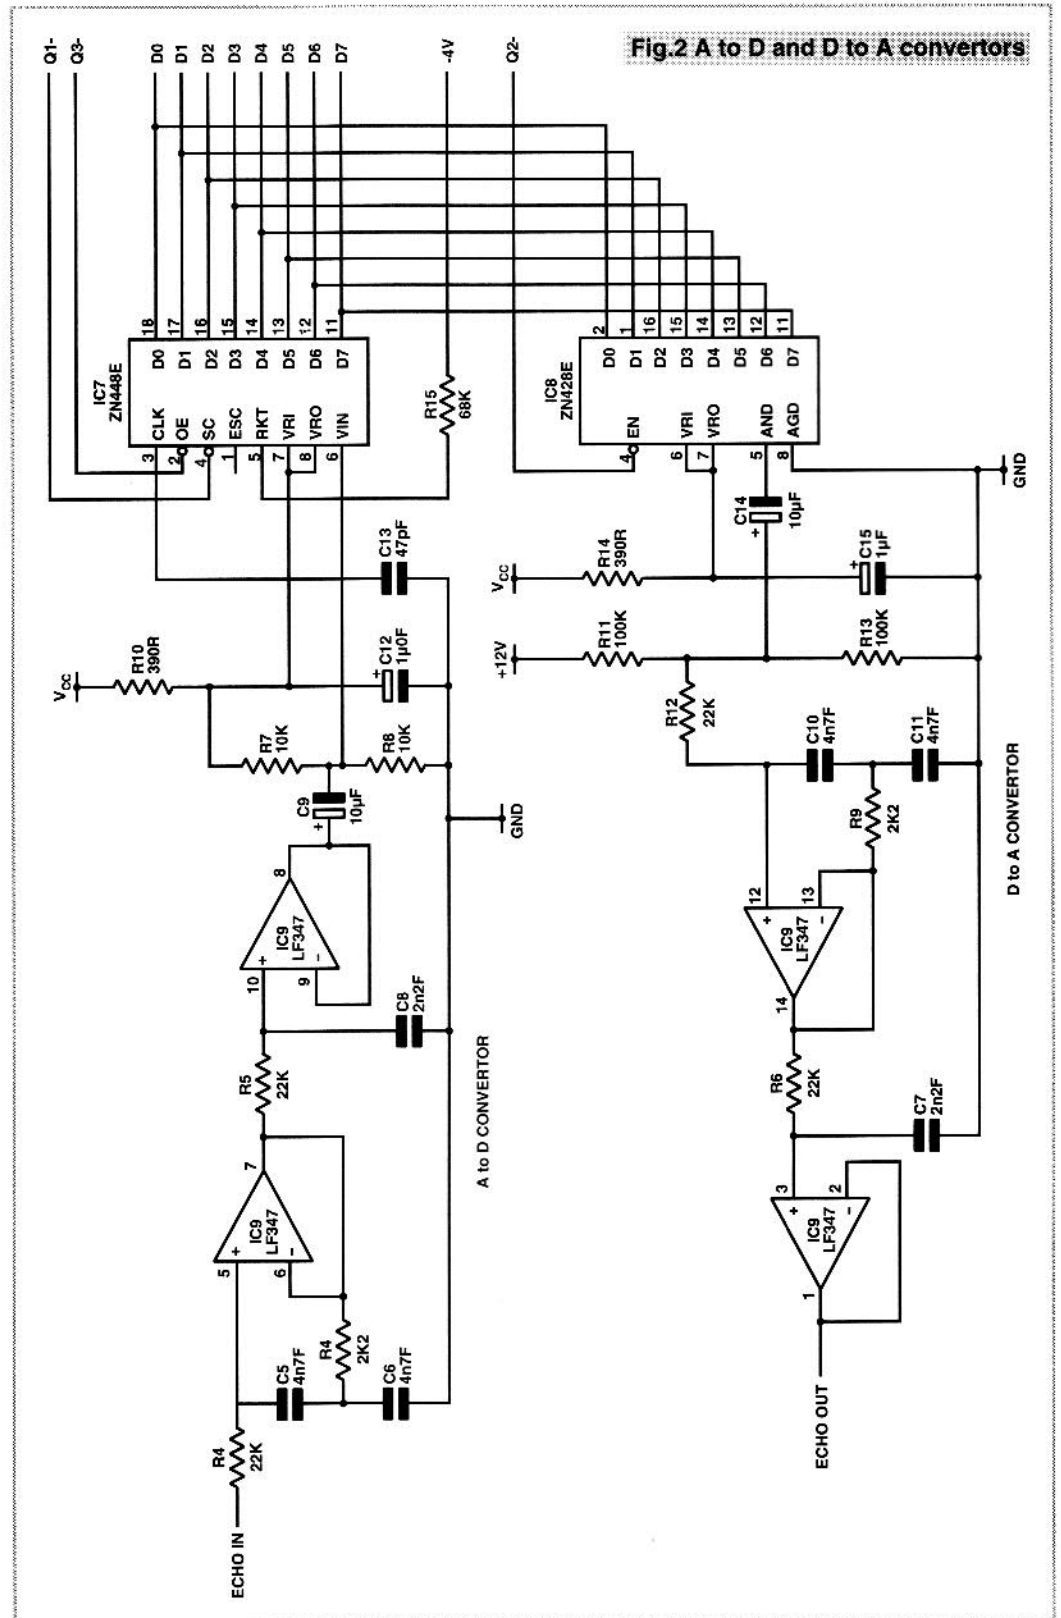 Fig.2 A to D and D to A convertors
Q1-
Q3-
D0
D1
D2
D3
D4
D5
D6
D7
-4V
Q2-
IC7
ZN448E
18
17
16
15
14
13
12
11
D0
D1
D2
D3
D4
D5
D6
D7
CLK
OE
SC
ESC
RKT
VRI
VRO
VIN
3
2
4
1
5
7
8
6
R15
68K
IC8
ZN428E
2
1
16
15
14
13
12
11
D0
D1
D2
D3
D4
D5
D6
D7
EN
VRI
VRO
AND
AGD
4
6
7
5
8
GND
C13
47pF
C14
10µF
+
VCC
R10
390R
C12
1µ0F
+
VCC
R14
390R
C15
1µF
+
+12V
R11
100K
R13
100K
R7
10K
R8
10K
R12
22K
C9
10µF
+
GND
C10
4n7F
C11
4n7F
R9
2K2
8
IC9
LF347
+
-
10
9
12
13
IC9
LF347
+
-
14
D to A CONVERTOR
C8
2n2F
R5
22K
R6
22K
C7
2n2F
A to D CONVERTOR
7
IC9
LF347
+
-
5
6
3
2
IC9
LF347
+
-
1
R4
2K2
C5
4n7F
C6
4n7F
R4
22K
ECHO IN
ECHO OUT